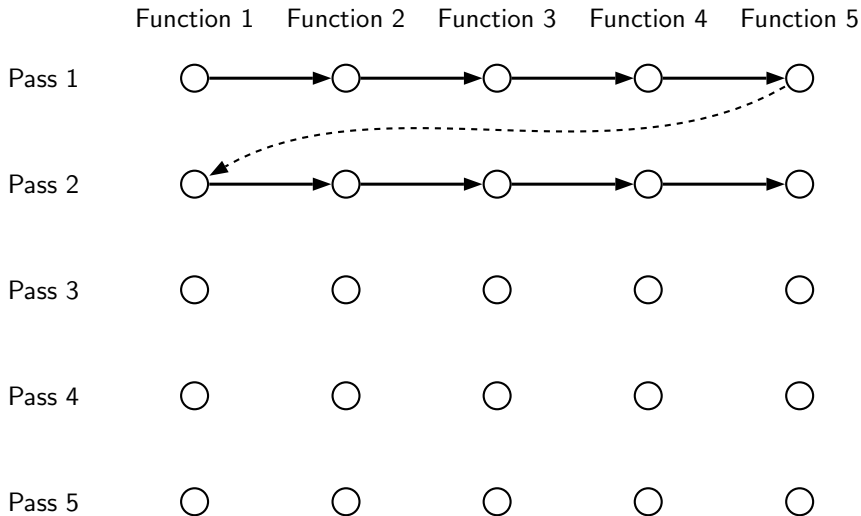 Function 1 Function 2 Function 3 Function 4 Function 5
Pass 1
Pass 2
Pass 3
Pass 4
Pass 5